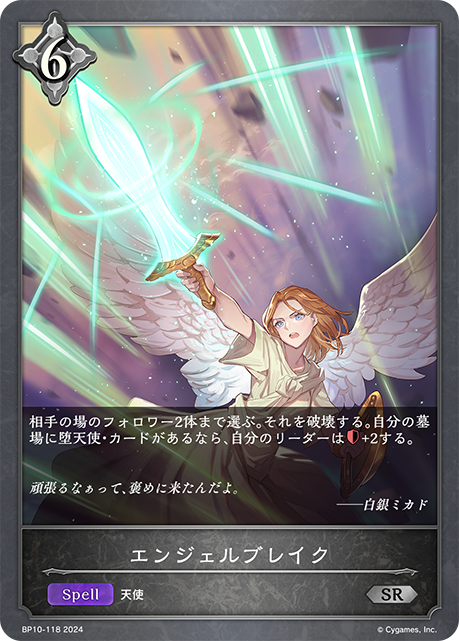 6
相手の場のフォロワー2体まで選ぶ。それを破壊する。自分の墓
場に堕天使・カードがあるなら、自分のリーダーは+2する。
頑張るなぁって、褒めに来たんだよ。
──白銀ミカド
エンジェルブレイク
Spell 天使 SR
BP10-118 2024 © Cygames, Inc.